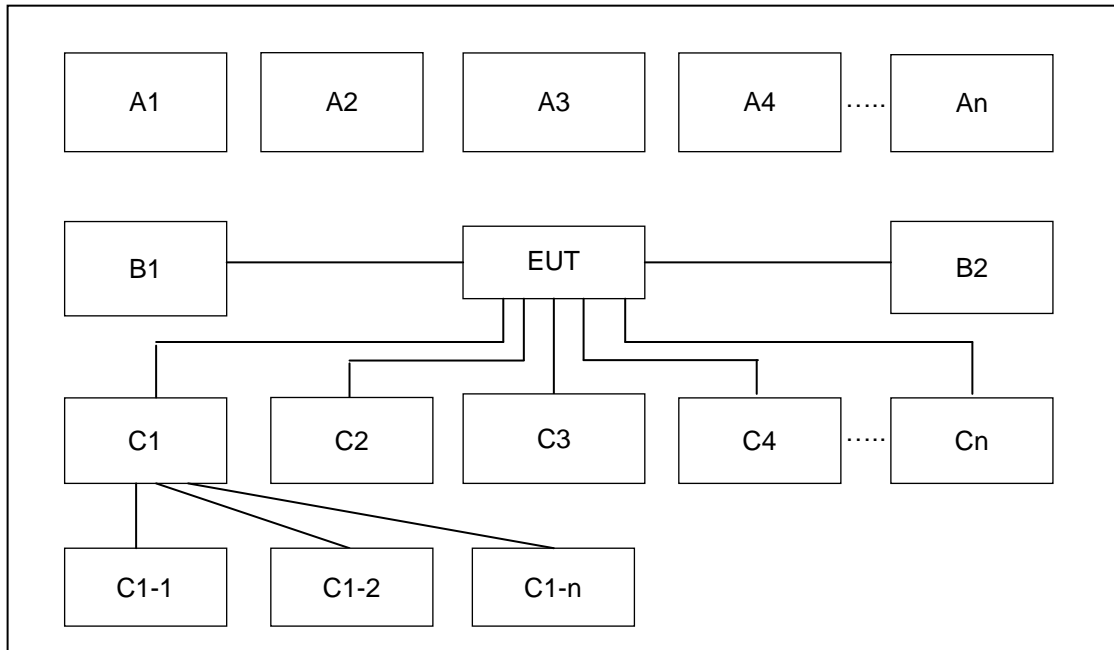 A1 A2 A3 A4 ..... An
B1 EUT B2
C1 C2 C3 C4 ..... Cn
C1-1 C1-2 C1-n